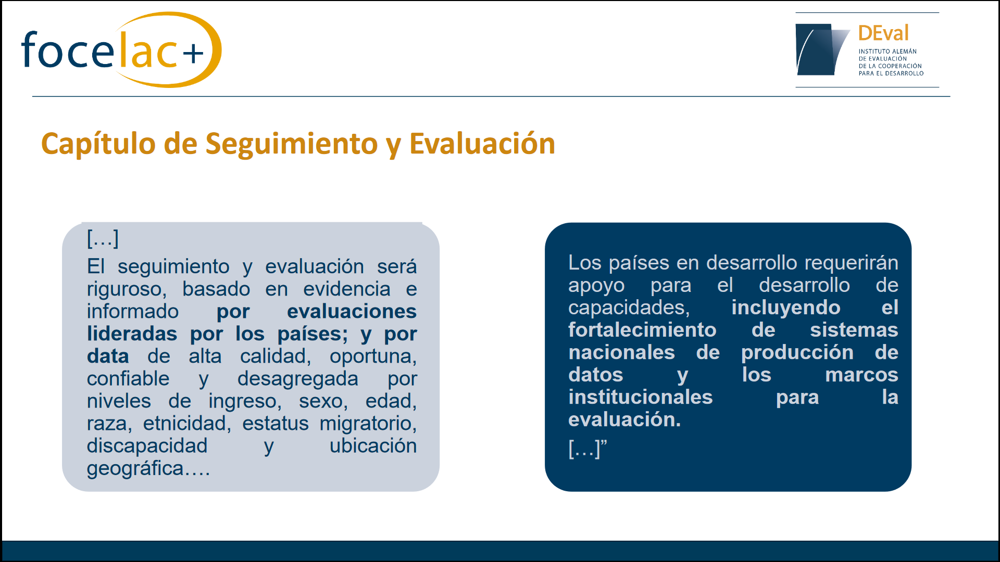 focelac+
DEval
INSTITUTO ALEMÁN
DE EVALUACIÓN
DE LA COOPERACIÓN
PARA EL DESARROLLO
Capítulo de Seguimiento y Evaluación
[…]
El seguimiento y evaluación será
riguroso, basado en evidencia e
informado por evaluaciones
lideradas por los países; y por
data de alta calidad, oportuna,
confiable y desagregada por
niveles de ingreso, sexo, edad,
raza, etnicidad, estatus migratorio,
discapacidad y ubicación
geográfica….
Los países en desarrollo requerirán
apoyo para el desarrollo de
capacidades, incluyendo el
fortalecimiento de sistemas
nacionales de producción de
datos y los marcos
institucionales para la
evaluación.
[…]”